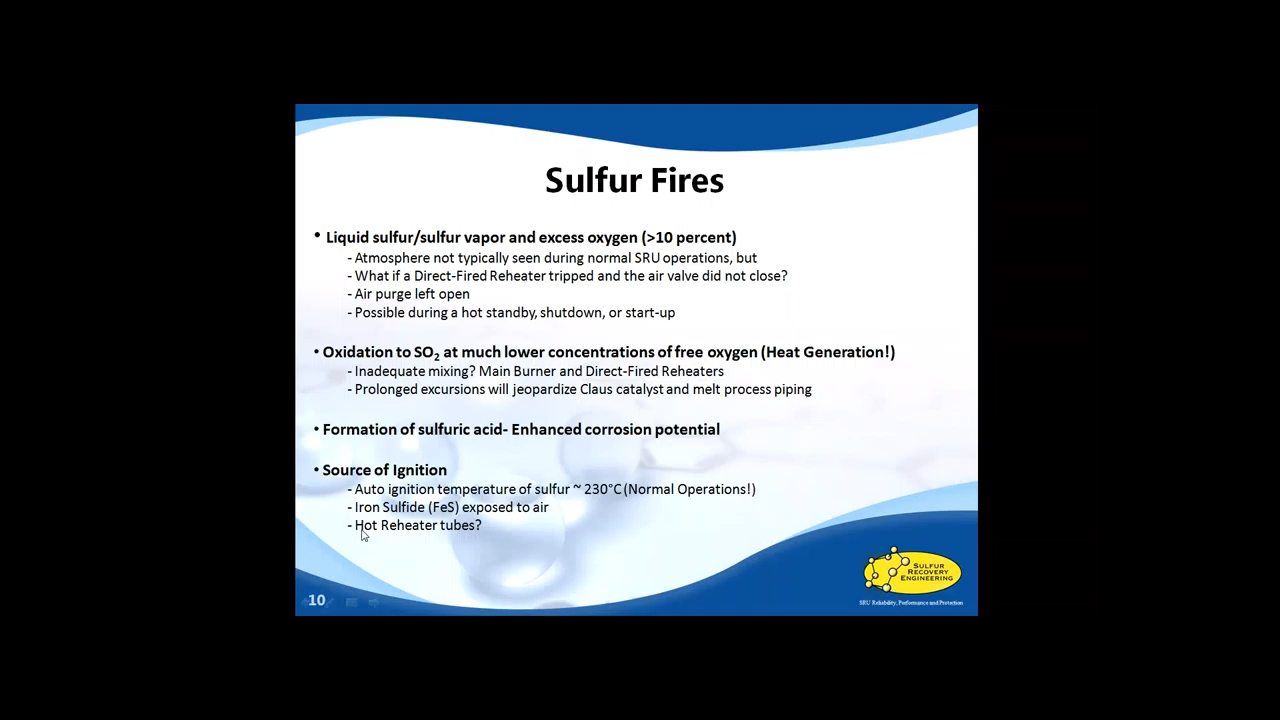 Sulfur Fires
• Liquid sulfur/sulfur vapor and excess oxygen (>10 percent)
- Atmosphere not typically seen during normal SRU operations, but
- What if a Direct-Fired Reheater tripped and the air valve did not close?
- Air purge left open
- Possible during a hot standby, shutdown, or start-up
• Oxidation to SO₂ at much lower concentrations of free oxygen (Heat Generation!)
- Inadequate mixing? Main Burner and Direct-Fired Reheaters
- Prolonged excursions will jeopardize Claus catalyst and melt process piping
• Formation of sulfuric acid- Enhanced corrosion potential
• Source of Ignition
- Auto ignition temperature of sulfur ~ 230°C (Normal Operations!)
- Iron Sulfide (FeS) exposed to air
- Hot Reheater tubes?
SULFUR
RECOVERY
ENGINEERING
SRU Reliability, Performance and Protection
10